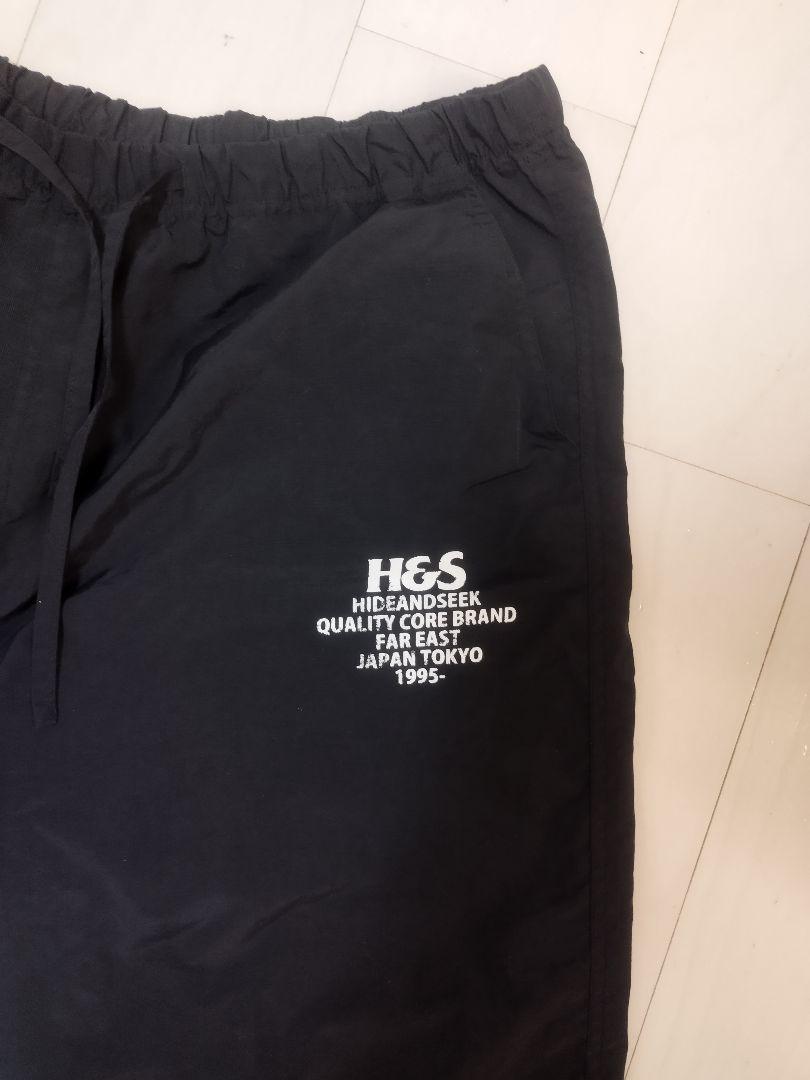 H&S
HIDEANDSEEK
QUALITY CORE BRAND
FAR EAST
JAPAN TOKYO
1995-